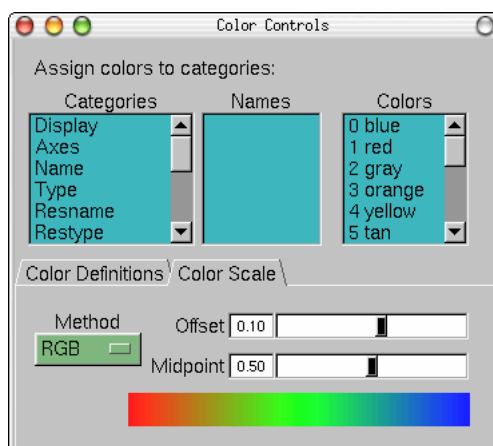 Color Controls
Assign colors to categories:
Categories Names Colors
Display
Axes
Name
Type
Resname
Restype
0 blue
1 red
2 gray
3 orange
4 yellow
5 tan
Color Definitions Color Scale
Method
RGB
Offset 0.10
Midpoint 0.50